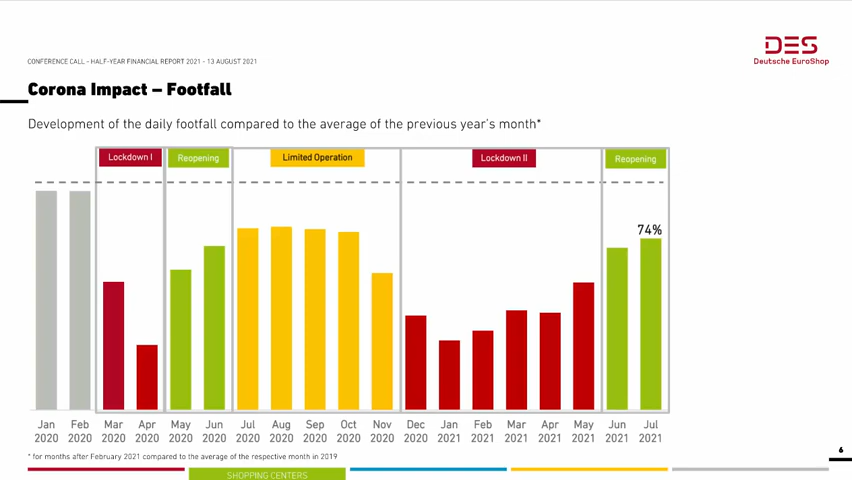 DES
Deutsche EuroShop
CONFERENCE CALL – HALF-YEAR FINANCIAL REPORT 2021 - 13 AUGUST 2021
Corona Impact – Footfall
Development of the daily footfall compared to the average of the previous year's month*
Lockdown I Reopening Limited Operation Lockdown II Reopening
74%
Jan Feb Mar Apr May Jun Jul Aug Sep Oct Nov Dec Jan Feb Mar Apr May Jun Jul
2020 2020 2020 2020 2020 2020 2020 2020 2020 2020 2020 2020 2021 2021 2021 2021 2021 2021 2021
* for months after February 2021 compared to the average of the respective month in 2019
6
SHOPPING CENTERS